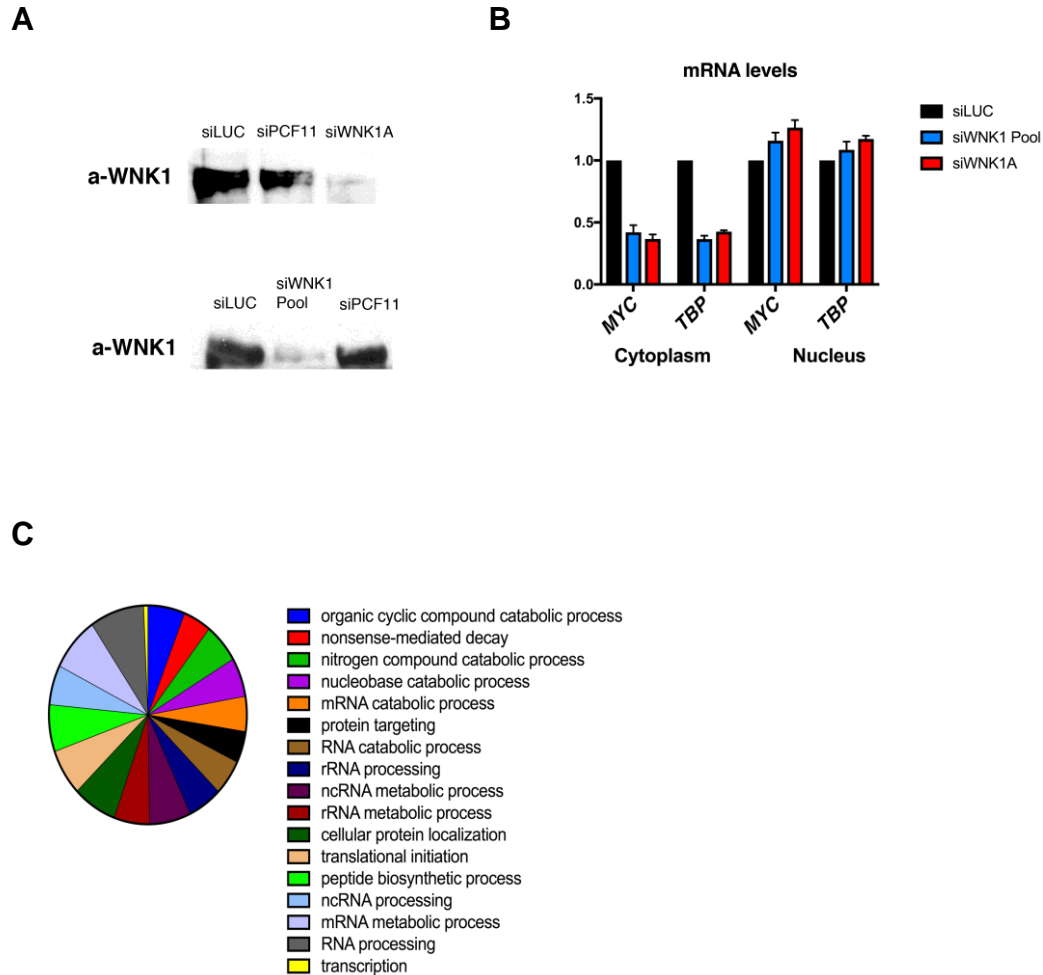 A
B
siLUC siPCF11 siWNK1A
a-WNK1
siLUC siWNK1 Pool siPCF11
a-WNK1
mRNA levels
1.5
1.0
0.5
0.0
MYC TBP MYC TBP
Cytoplasm Nucleus
siLUC
siWNK1 Pool
siWNK1A
C
organic cyclic compound catabolic process
nonsense-mediated decay
nitrogen compound catabolic process
nucleobase catabolic process
mRNA catabolic process
protein targeting
RNA catabolic process
rRNA processing
ncRNA metabolic process
rRNA metabolic process
cellular protein localization
translational initiation
peptide biosynthetic process
ncRNA processing
mRNA metabolic process
RNA processing
transcription